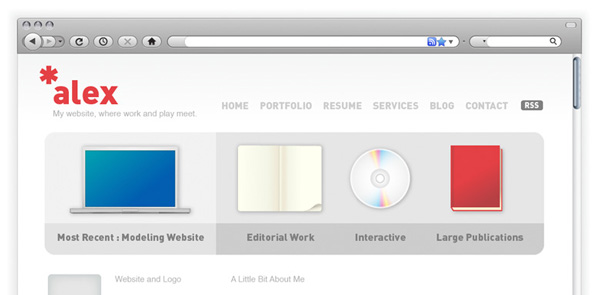 *alex
My website, where work and play meet.
HOME PORTFOLIO RESUME SERVICES BLOG CONTACT RSS
Most Recent : Modeling Website Editorial Work Interactive Large Publications
Website and Logo A Little Bit About Me